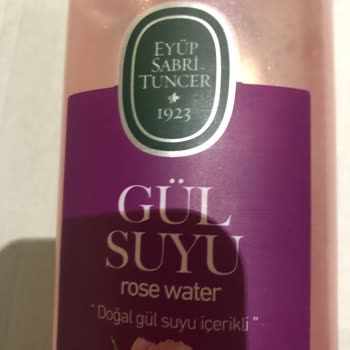 EYÜP
SABRİ
TUNCER
1923
GÜL
SUYU
rose water
"Doğal gül suyu içerikli"